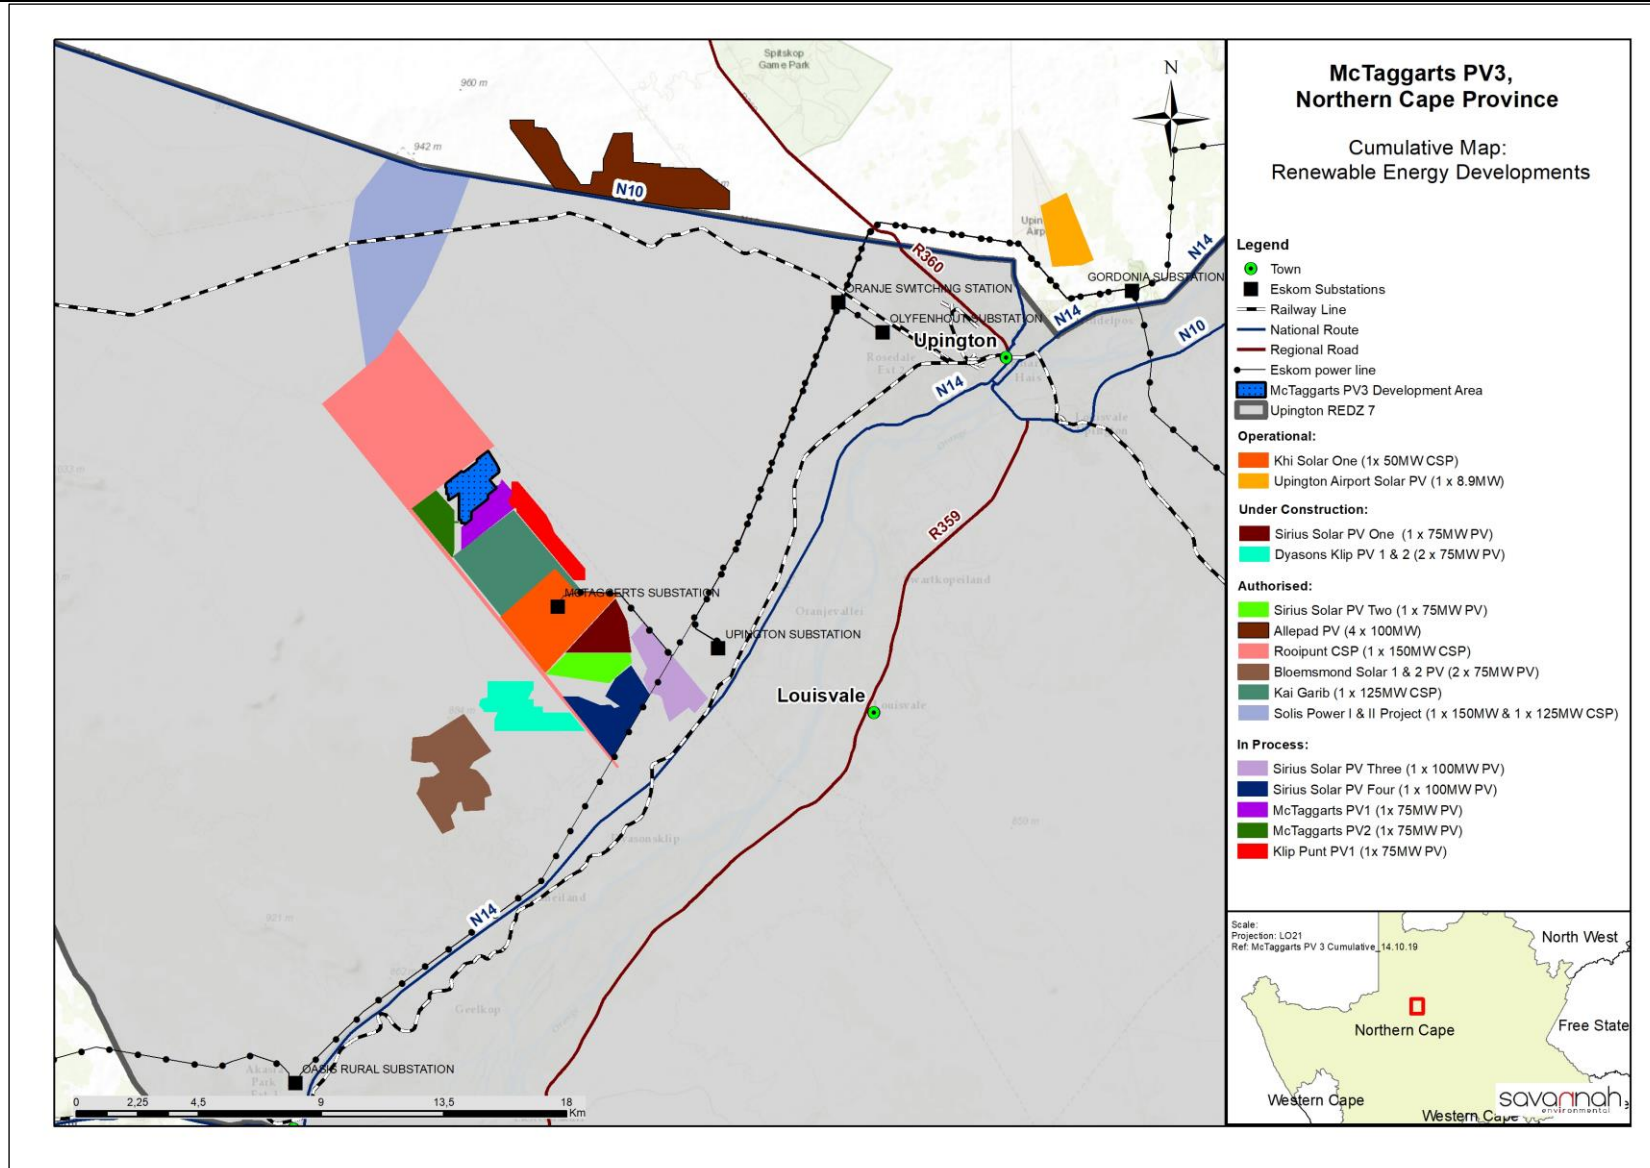 Spitskop
Game Park
960 m
942 m
N10
R360
N14
GORDONIA SUBSTATION
ORANJE SWITCHING STATION
OLYFENHOUT SUBSTATION
N14
N10
Upington
Rosedale
N14
R359
MCTAGGERTS SUBSTATION
Oranjevallei
UPINGTON SUBSTATION
Louisvale
Dyasonsklip
859 m
N14
921 m
Geelkop
OASIS RURAL SUBSTATION
Park
0 2,25 4,5 9 13,5 18
Km
McTaggarts PV3,
Northern Cape Province
Cumulative Map:
Renewable Energy Developments
N
Legend
Town
Eskom Substations
Railway Line
National Route
Regional Road
Eskom power line
McTaggarts PV3 Development Area
Upington REDZ 7
Operational:
Khi Solar One (1x 50MW CSP)
Upington Airport Solar PV (1 x 8.9MW)
Under Construction:
Sirius Solar PV One (1 x 75MW PV)
Dyasons Klip PV 1 & 2 (2 x 75MW PV)
Authorised:
Sirius Solar PV Two (1 x 75MW PV)
Allepad PV (4 x 100MW)
Rooipunt CSP (1 x 150MW CSP)
Bloemsmond Solar 1 & 2 PV (2 x 75MW PV)
Kai Garib (1 x 125MW CSP)
Solis Power I & II Project (1 x 150MW & 1 x 125MW CSP)
In Process:
Sirius Solar PV Three (1 x 100MW PV)
Sirius Solar PV Four (1 x 100MW PV)
McTaggarts PV1 (1x 75MW PV)
McTaggarts PV2 (1x 75MW PV)
Klip Punt PV1 (1x 75MW PV)
Scale:
Projection: LO21
Ref: McTaggarts PV 3 Cumulative_14.10.19
North West
Northern Cape
Free State
Western Cape
Western Cape
savannah
environmental